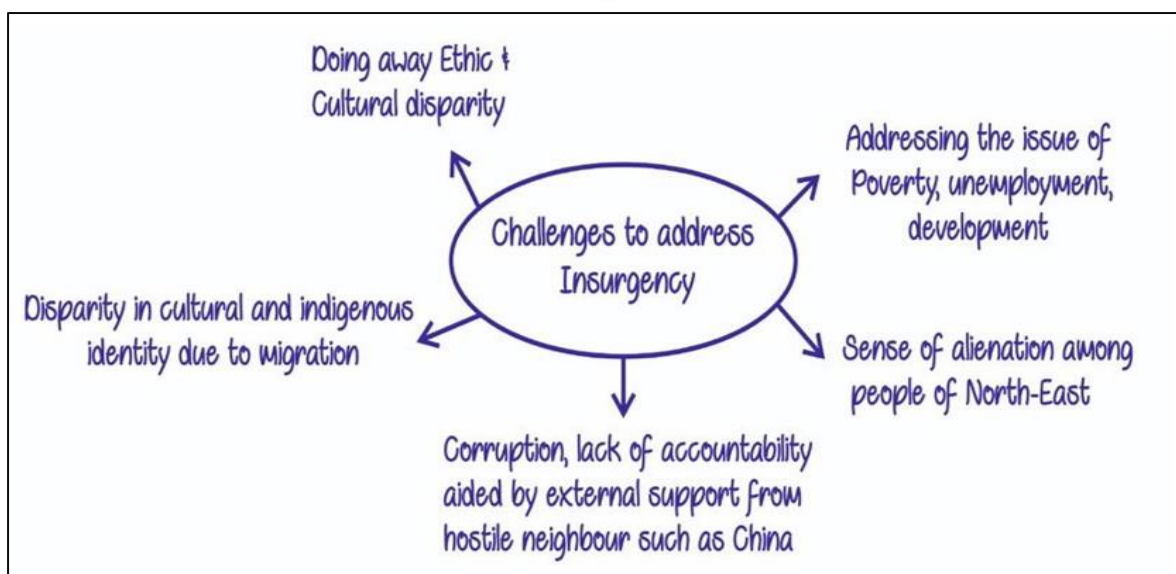 Doing away Ethic &
Cultural disparity
Addressing the issue of
Poverty, unemployment,
development
Challenges to address
Insurgency
Disparity in cultural and indigenous
identity due to migration
Sense of alienation among
people of North-East
Corruption, lack of accountability
aided by external support from
hostile neighbour such as China